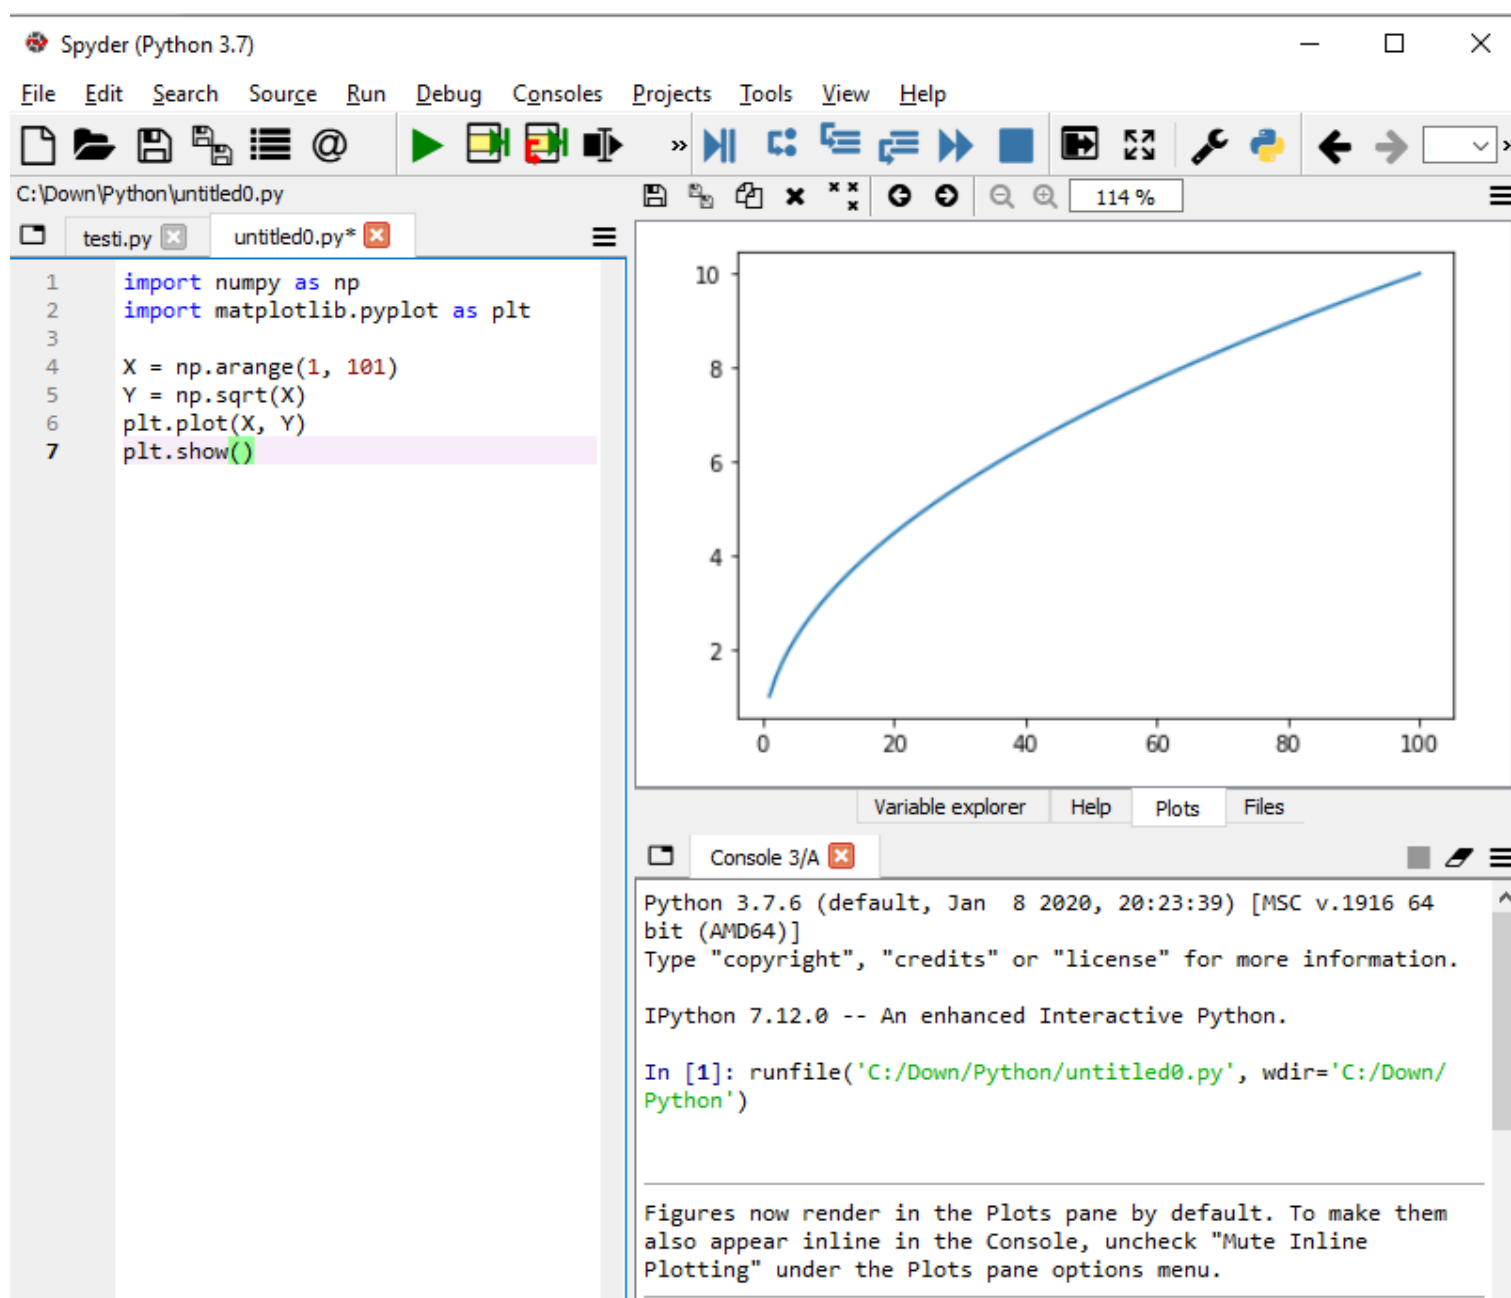 Spyder (Python 3.7)
File Edit Search Source Run Debug Consoles Projects Tools View Help
C:\Down\Python\untitled0.py
114 %
testi.py untitled0.py*
1 import numpy as np
2 import matplotlib.pyplot as plt
3
4 X = np.arange(1, 101)
5 Y = np.sqrt(X)
6 plt.plot(X, Y)
7 plt.show()
10
8
6
4
2
0 20 40 60 80 100
Variable explorer Help Plots Files
Console 3/A
Python 3.7.6 (default, Jan  8 2020, 20:23:39) [MSC v.1916 64
bit (AMD64)]
Type "copyright", "credits" or "license" for more information.
IPython 7.12.0 -- An enhanced Interactive Python.
In [1]: runfile('C:/Down/Python/untitled0.py', wdir='C:/Down/
Python')
Figures now render in the Plots pane by default. To make them
also appear inline in the Console, uncheck "Mute Inline
Plotting" under the Plots pane options menu.